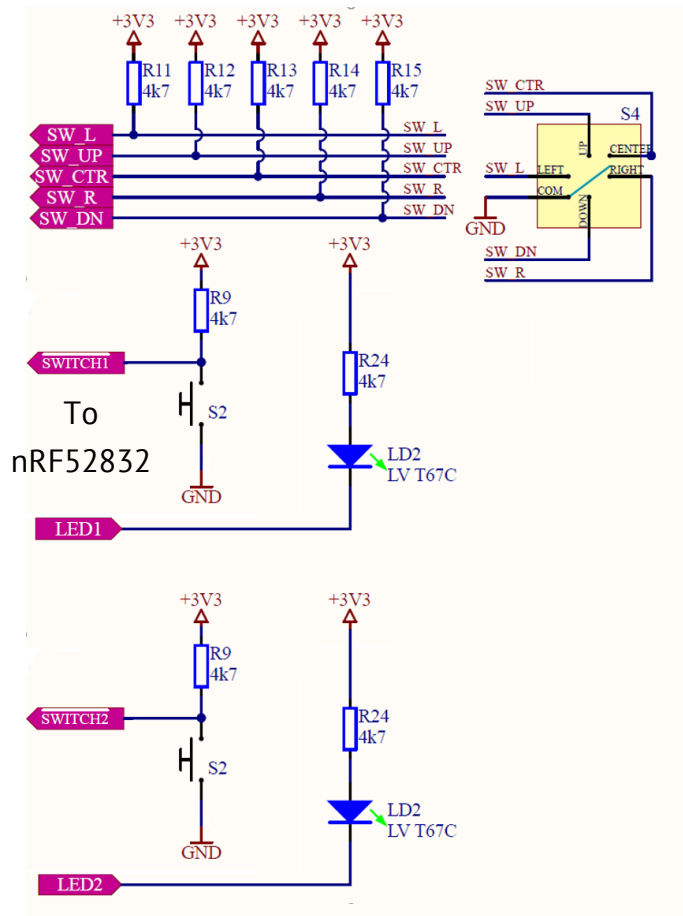 +3V3 +3V3 +3V3 +3V3 +3V3
R11 R12 R13 R14 R15
4k7 4k7 4k7 4k7 4k7
SW_L SW_L
SW_UP SW_UP
SW_CTR SW_CTR
SW_R SW_R
SW_DN SW_DN
SW_CTR
SW_UP
S4
UP
CENTER
SW_L LEFT RIGHT
COM
DOWN
GND
SW_DN
SW_R
+3V3 +3V3
R9
4k7
SWITCH1
R24
4k7
To
nRF52832
S2
LD2
LV T67C
GND
LED1
+3V3 +3V3
R9
4k7
SWITCH2
R24
4k7
S2
LD2
LV T67C
GND
LED2